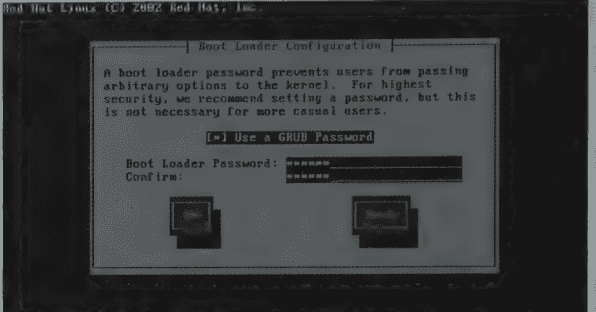 Red Hat Linux (C) 2002 Red Hat, Inc.
Boot Loader Configuration
A boot loader password prevents users from passing
arbitrary options to the kernel.  For highest
security, we recommend setting a password, but this
is not necessary for more casual users.
[*] Use a GRUB Password
Boot Loader Password: ******
Confirm: ******